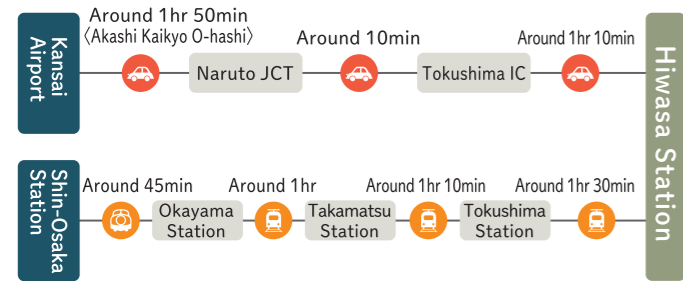 Kansai
Airport
Around 1hr 50min
〈Akashi Kaikyo O-hashi〉
Naruto JCT
Around 10min
Tokushima IC
Around 1hr 10min
Hiwasa Station
Shin-Osaka
Station
Around 45min
Okayama
Station
Around 1hr
Takamatsu
Station
Around 1hr 10min
Tokushima
Station
Around 1hr 30min